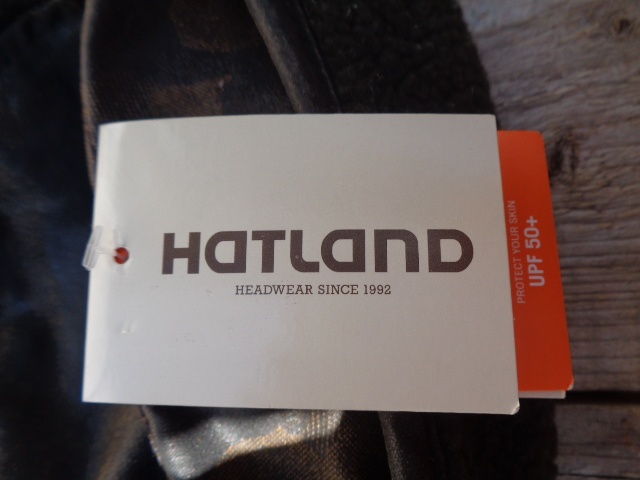 HATLAND
HEADWEAR SINCE 1992
PROTECT YOUR SKIN
UPF 50+